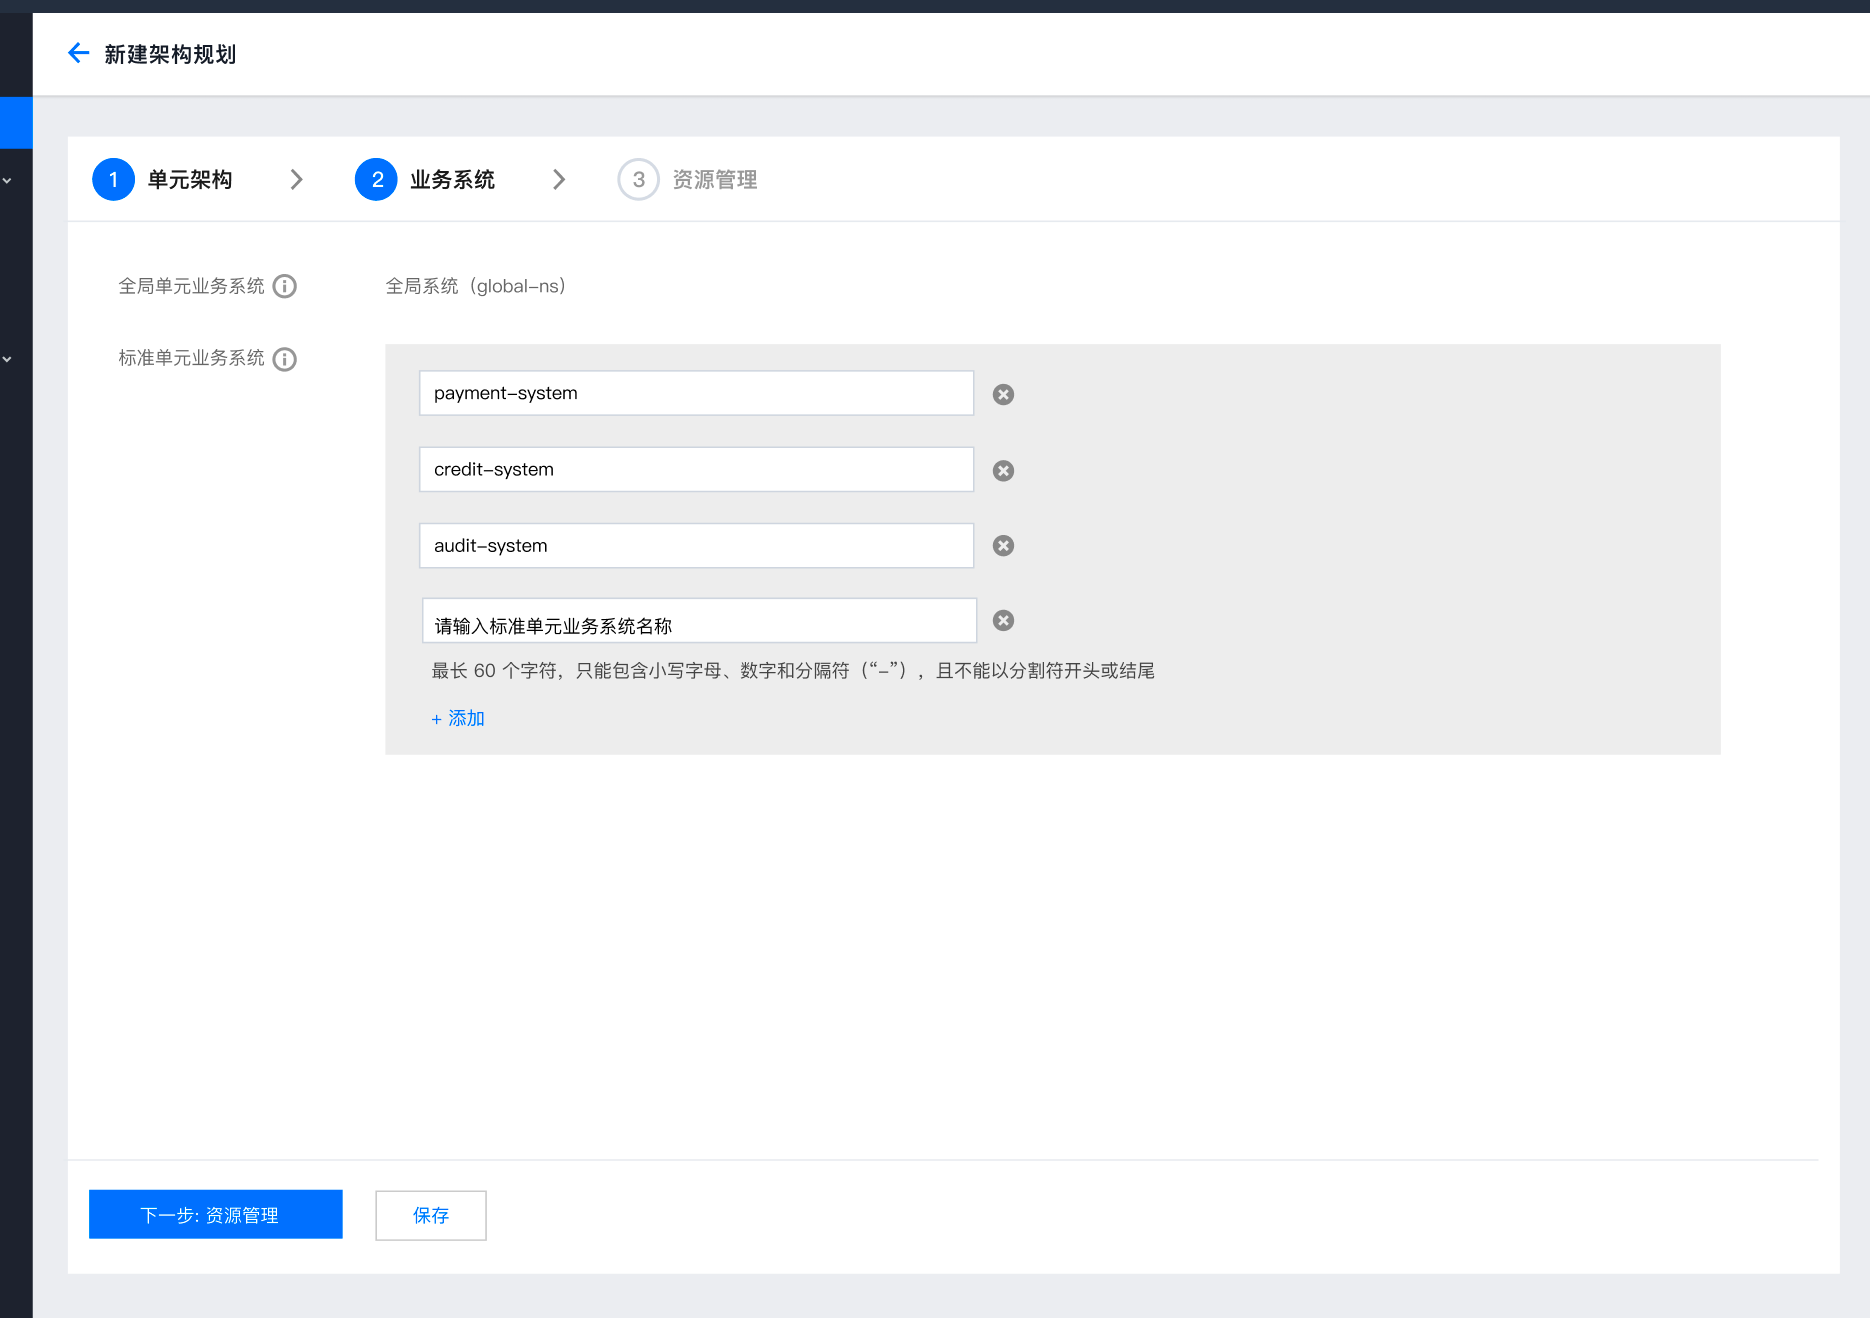 新建架构规划
1 单元架构 2 业务系统 3 资源管理
全局单元业务系统 全局系统（global-ns）
标准单元业务系统
payment-system
credit-system
audit-system
请输入标准单元业务系统名称
最长 60 个字符，只能包含小写字母、数字和分隔符（“-”），且不能以分割符开头或结尾
+ 添加
下一步: 资源管理 保存